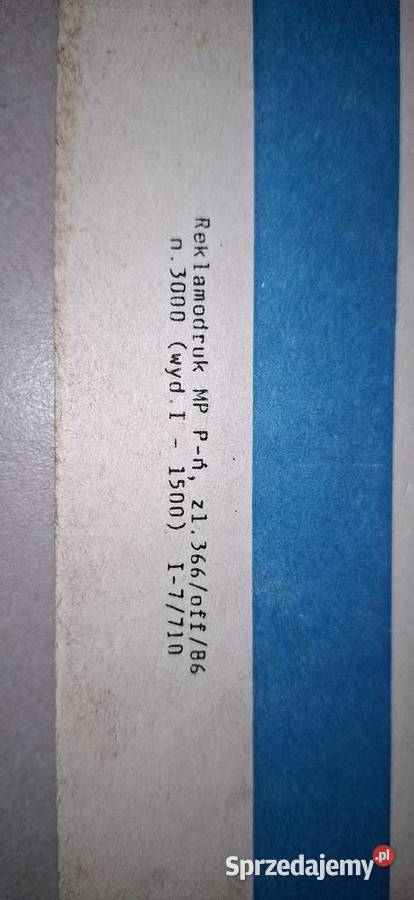 Reklamodruk MP P-ń, zl.366/off/86
n.3000 (wyd.I - 1500) I-7/710
Sprzedajemy.pl